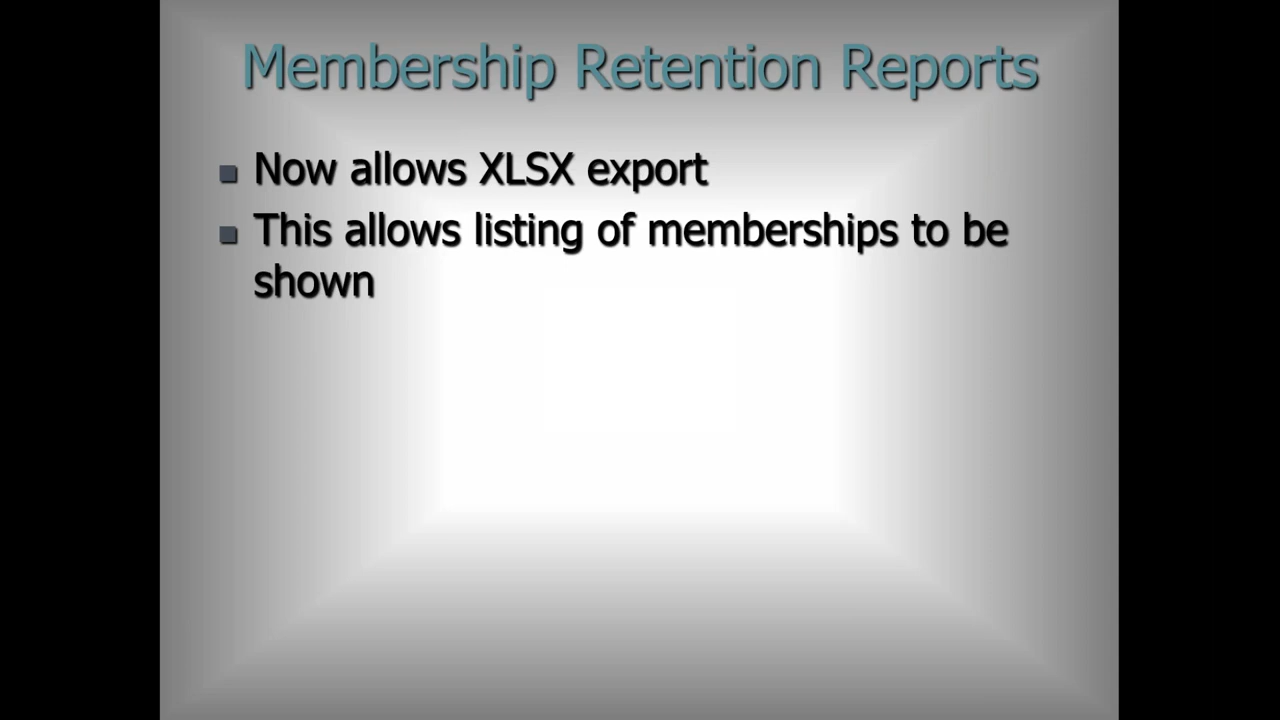 Membership Retention Reports
Now allows XLSX export
This allows listing of memberships to be
shown